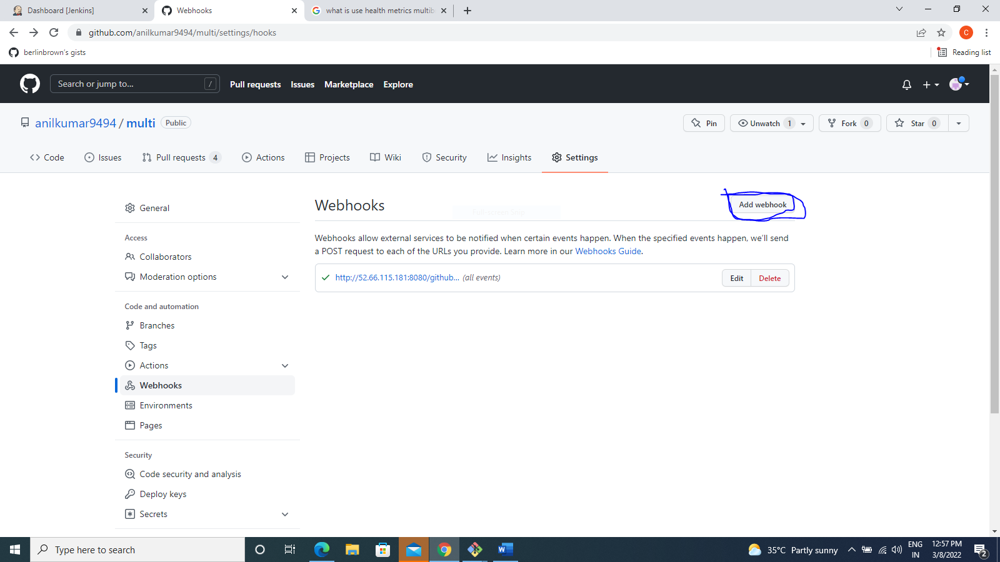 Dashboard [Jenkins]
Webhooks
what is use health metrics multib
github.com/anilkumar9494/multi/settings/hooks
C
berlinbrown's gists
Reading list
Search or jump to...
/
Pull requests
Issues
Marketplace
Explore
anilkumar9494 / multi
Public
Pin
Unwatch 1
Fork 0
Star 0
Code
Issues
Pull requests 4
Actions
Projects
Wiki
Security
Insights
Settings
General
Access
Collaborators
Moderation options
Code and automation
Branches
Tags
Actions
Webhooks
Environments
Pages
Security
Code security and analysis
Deploy keys
Secrets
Webhooks
Full-screen Snip
Add webhook
Webhooks allow external services to be notified when certain events happen. When the specified events happen, we'll send
a POST request to each of the URLs you provide. Learn more in our Webhooks Guide.
http://52.66.115.181:8080/github... (all events)
Edit
Delete
Type here to search
35°C Partly sunny
ENG
IN
12:57 PM
3/8/2022
2